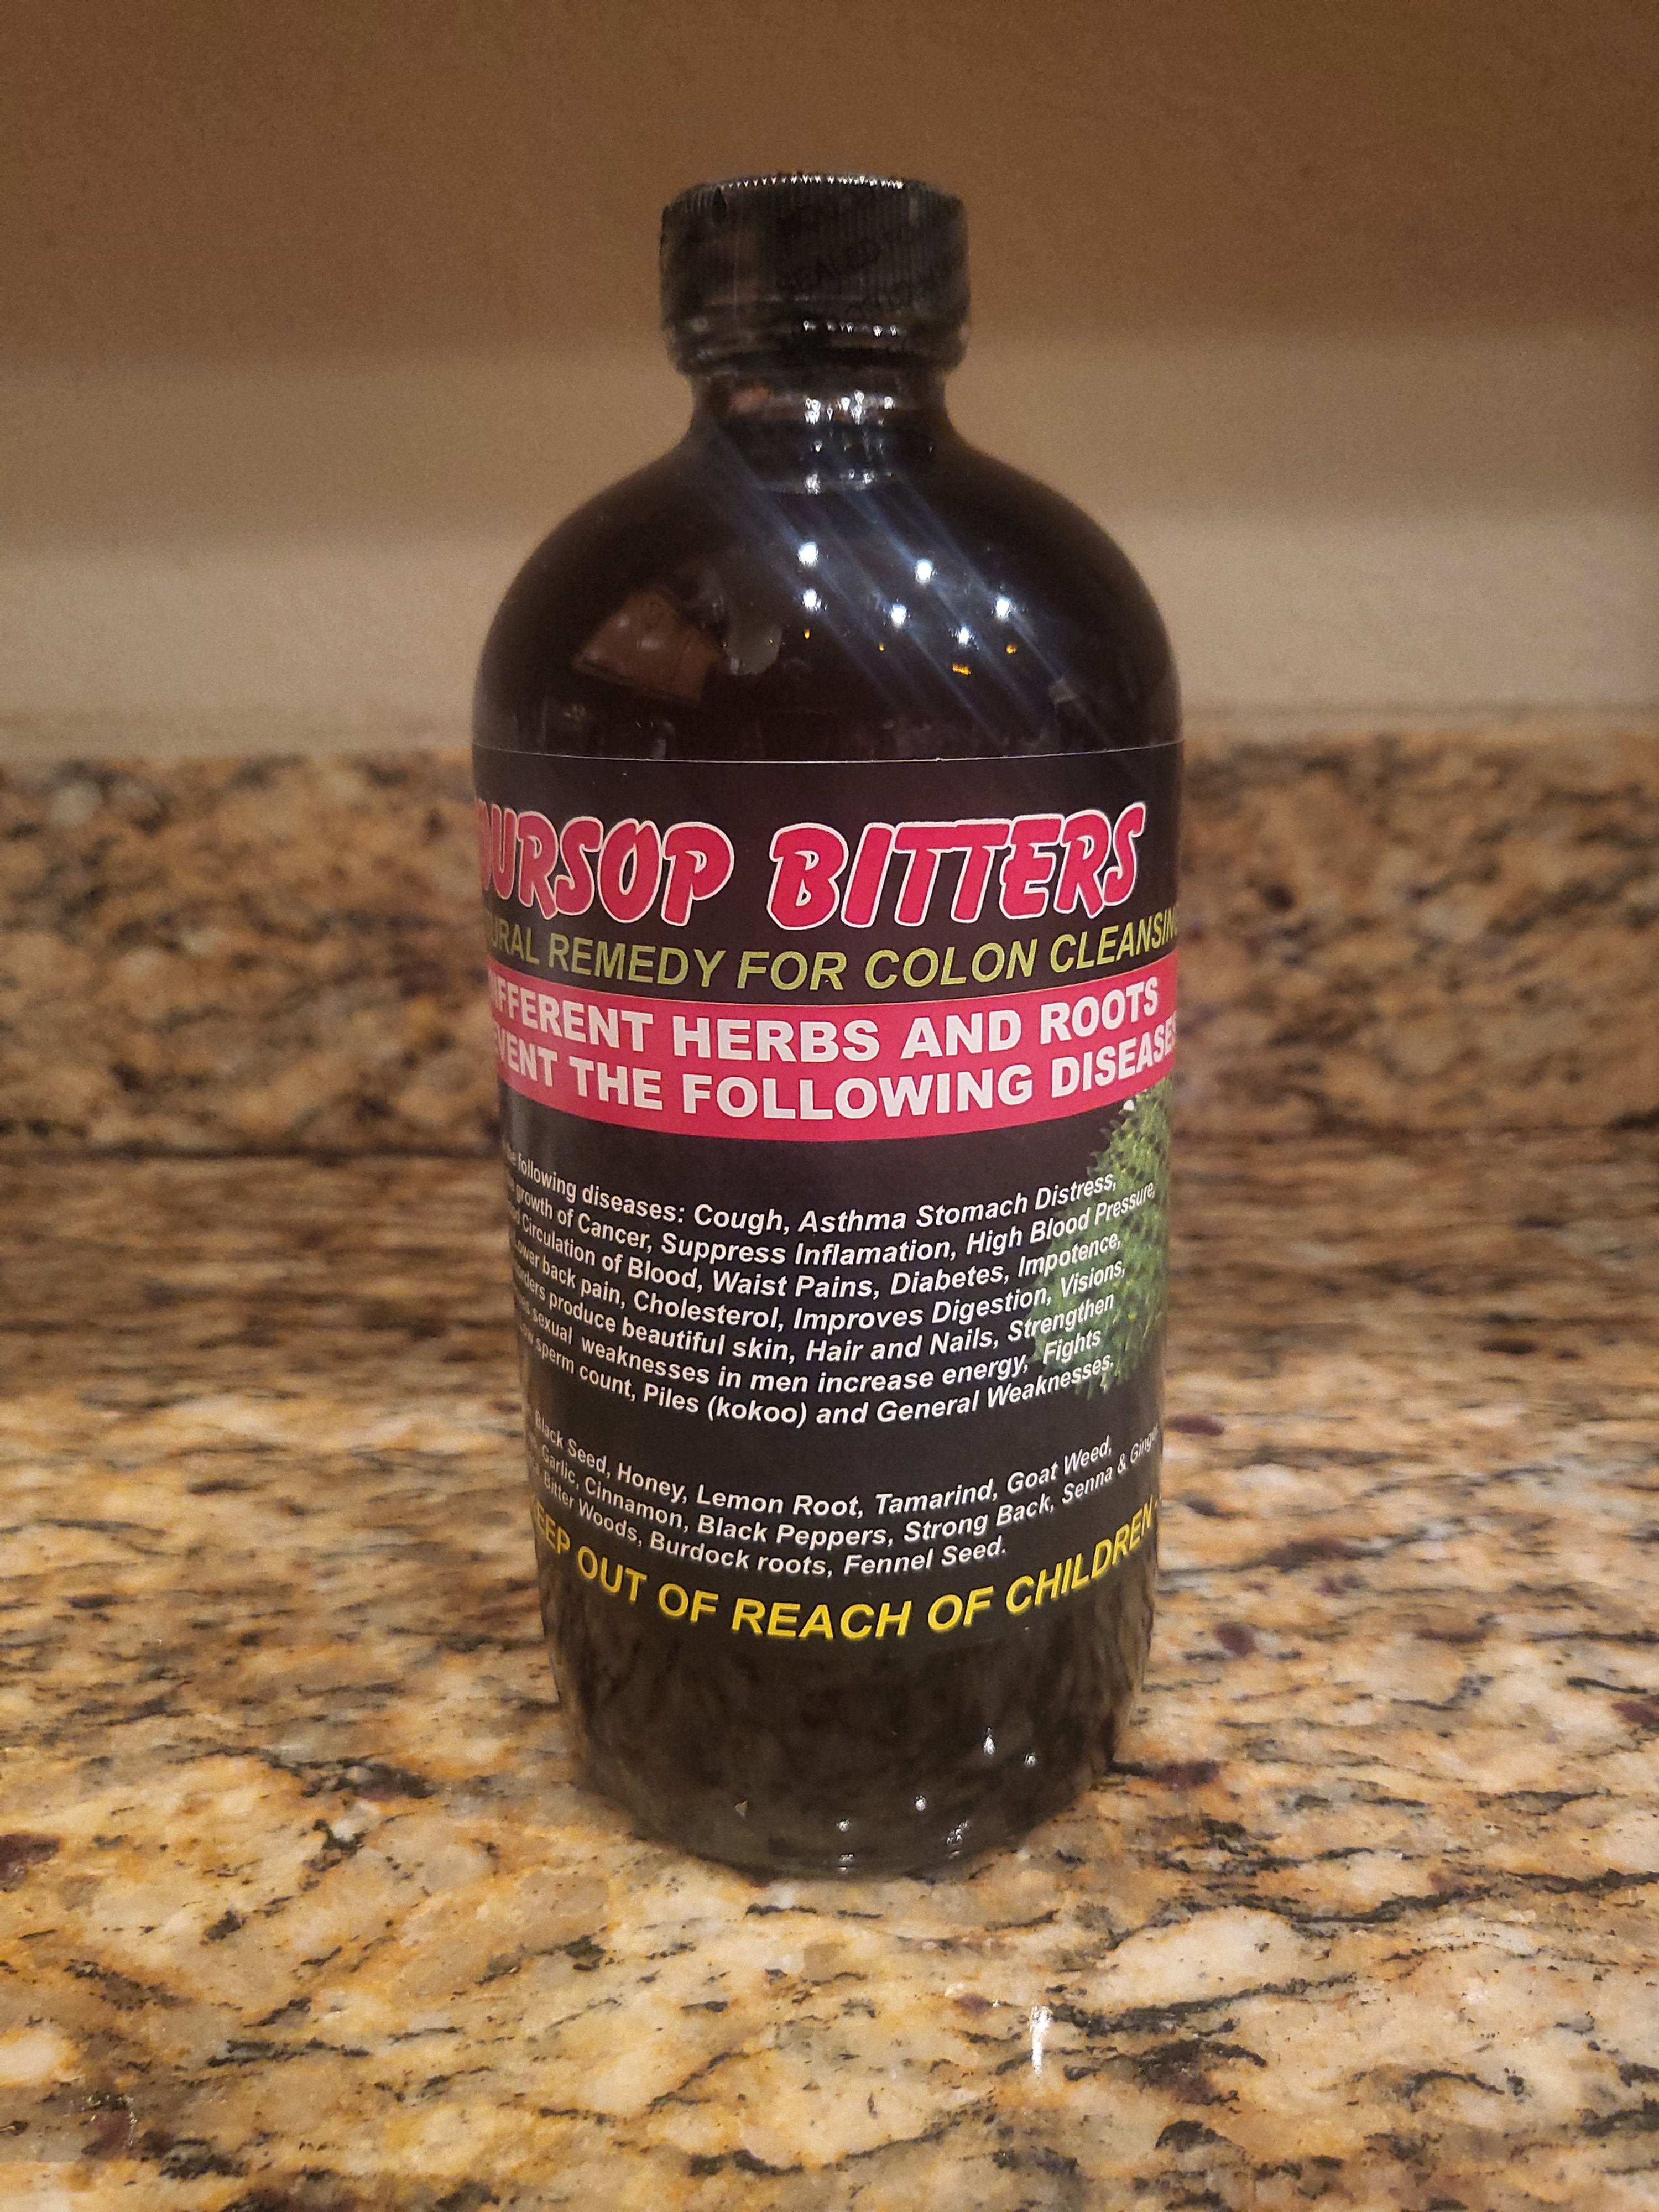 OURSOP BITTERS
URAL REMEDY FOR COLON CLEANSING
IFFERENT HERBS AND ROOTS
VENT THE FOLLOWING DISEASES
following diseases: Cough, Asthma Stomach Distress,
growth of Cancer, Suppress Inflamation, High Blood Pressure,
Circulation of Blood, Waist Pains, Diabetes, Impotence,
Lower back pain, Cholesterol, Improves Digestion, Visions,
produce beautiful skin, Hair and Nails, Strengthen
sexual weaknesses in men increase energy, Fights
sperm count, Piles (kokoo) and General Weaknesses.
Black Seed, Honey, Lemon Root, Tamarind, Goat Weed,
Garlic, Cinnamon, Black Peppers, Strong Back, Senna & Ginger
Bitter Woods, Burdock roots, Fennel Seed.
EEP OUT OF REACH OF CHILDREN